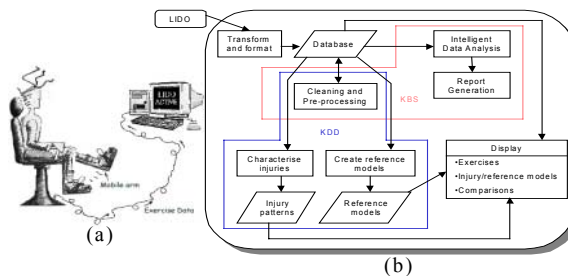 LIDO
ACTIVE
Mobile arm
Exercise Data
(a)
LIDO
Transform
and format
Database
Intelligent
Data Analysis
Report
Generation
Cleaning and
Pre-processing
KBS
KDD
Characterise
injuries
Create reference
models
Injury
patterns
Reference
models
Display
•Exercises
•Injury/reference models
•Comparisons
(b)